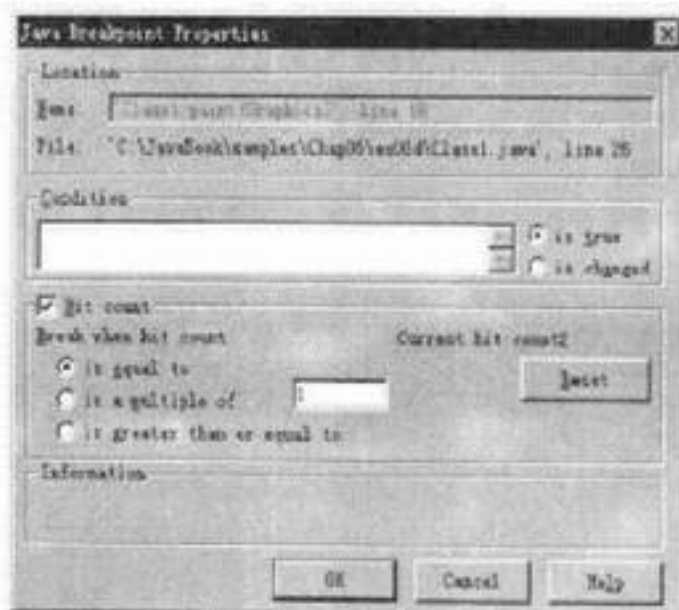 Java Breakpoint Properties
Location
Name
File: 'C:\JavaBook\samples\Chap06\ex06d\Class1.java', line 26
Condition
is true
is changed
Hit count
Break when hit count
Current hit count2
is equal to
Reset
is a multiple of
1
is greater than or equal to
Information
OK
Cancel
Help